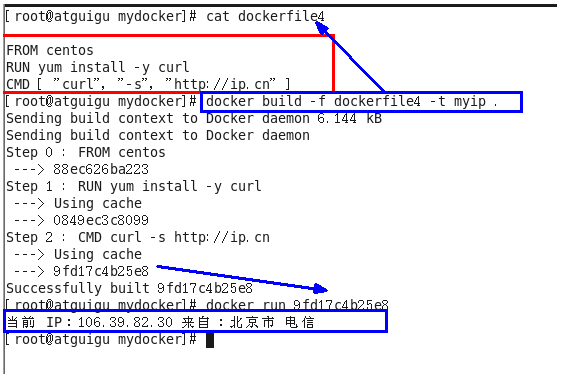 [root@atguigu mydocker]# cat dockerfile4
FROM centos
RUN yum install -y curl
CMD [ "curl", "-s", "http://ip.cn" ]
[root@atguigu mydocker]# docker build -f dockerfile4 -t myip .
Sending build context to Docker daemon 6.144 kB
Sending build context to Docker daemon
Step 0 : FROM centos
---> 88ec626ba223
Step 1 : RUN yum install -y curl
---> Using cache
---> 0849ec3c8099
Step 2 : CMD curl -s http://ip.cn
---> Using cache
---> 9fd17c4b25e8
Successfully built 9fd17c4b25e8
[root@atguigu mydocker]# docker run 9fd17c4b25e8
当前 IP：106.39.82.30 来自：北京市 电信
[root@atguigu mydocker]#